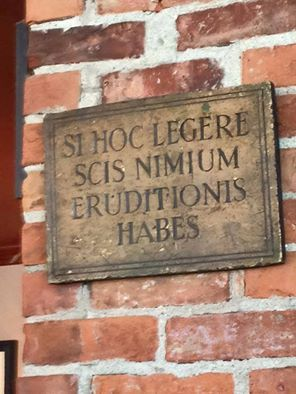 SI HOC LEGERE
SCIS NIMIUM
ERUDITIONIS
HABES